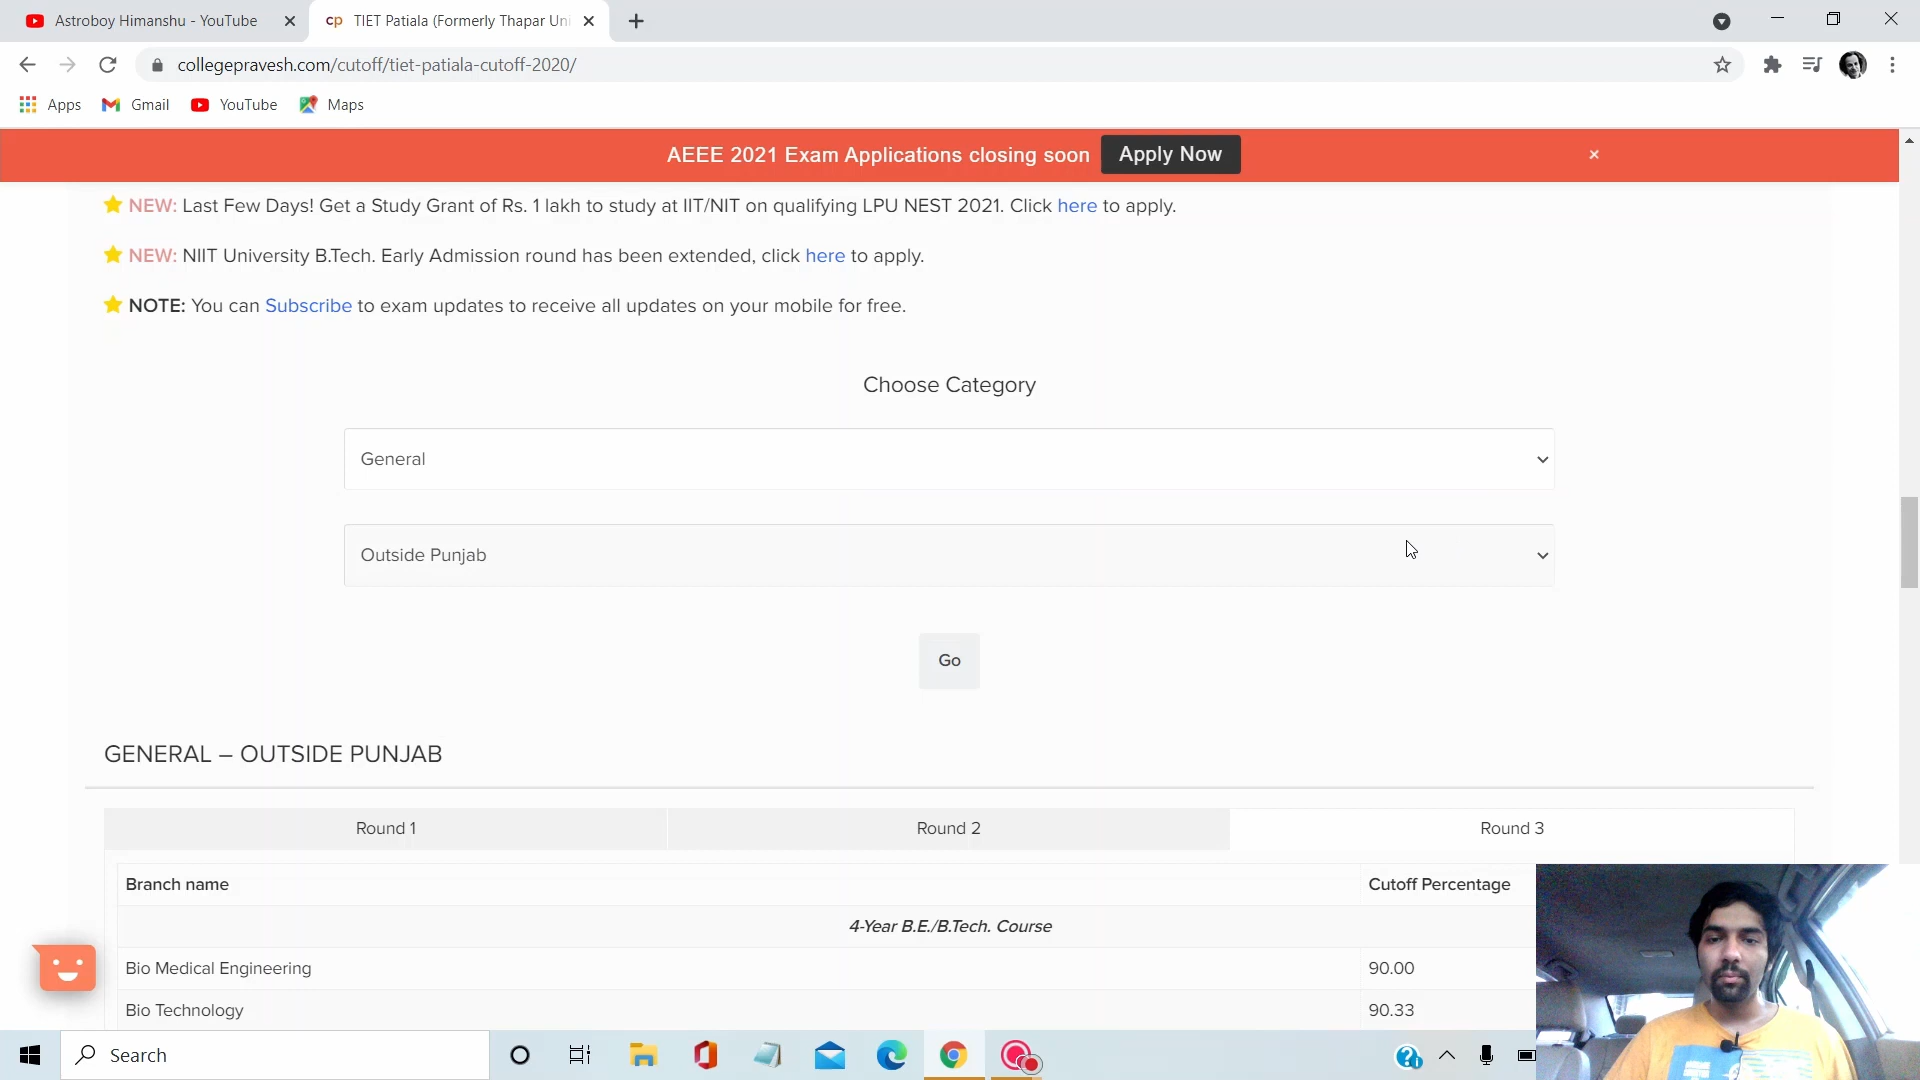 Astroboy Himanshu - YouTube
cp TIET Patiala (Formerly Thapar Uni
collegepravesh.com/cutoff/tiet-patiala-cutoff-2020/
Apps Gmail YouTube Maps
AEEE 2021 Exam Applications closing soon Apply Now ×
NEW: Last Few Days! Get a Study Grant of Rs. 1 lakh to study at IIT/NIT on qualifying LPU NEST 2021. Click here to apply.
NEW: NIIT University B.Tech. Early Admission round has been extended, click here to apply.
NOTE: You can Subscribe to exam updates to receive all updates on your mobile for free.
Choose Category
General
Outside Punjab
Go
GENERAL – OUTSIDE PUNJAB
Round 1 Round 2 Round 3
Branch name Cutoff Percentage
4-Year B.E./B.Tech. Course
Bio Medical Engineering 90.00
Bio Technology 90.33
Search